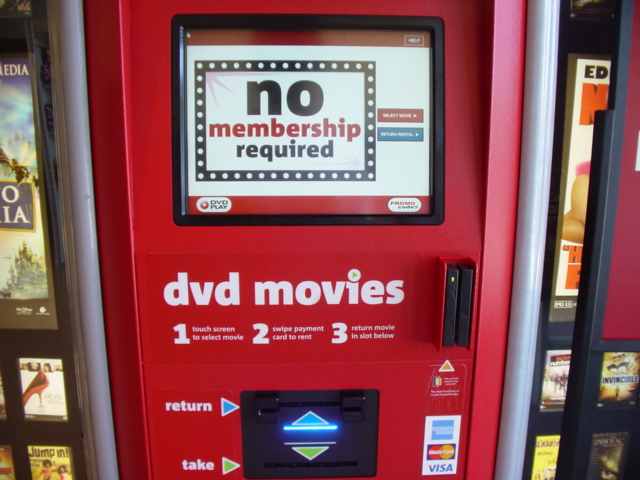 HELP
no
membership
required
SELECT MOVIE
RETURN RENTAL
DVD
PLAY
PROMO
code?
dvd movies
1 touch screen
to select movie
2 swipe payment
card to rent
3 return movie
in slot below
return
take
MasterCard
VISA
MEDIA
ED
INVINCIBLE
JUMP IN!